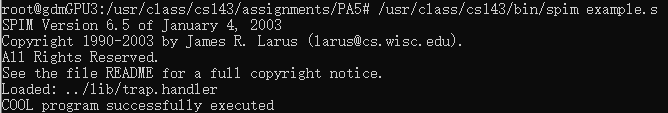 root@gdmGPU3:/usr/class/cs143/assignments/PA5# /usr/class/cs143/bin/spim example.s
SPIM Version 6.5 of January 4, 2003
Copyright 1990-2003 by James R. Larus (larus@cs.wisc.edu).
All Rights Reserved.
See the file README for a full copyright notice.
Loaded: ../lib/trap.handler
COOL program successfully executed